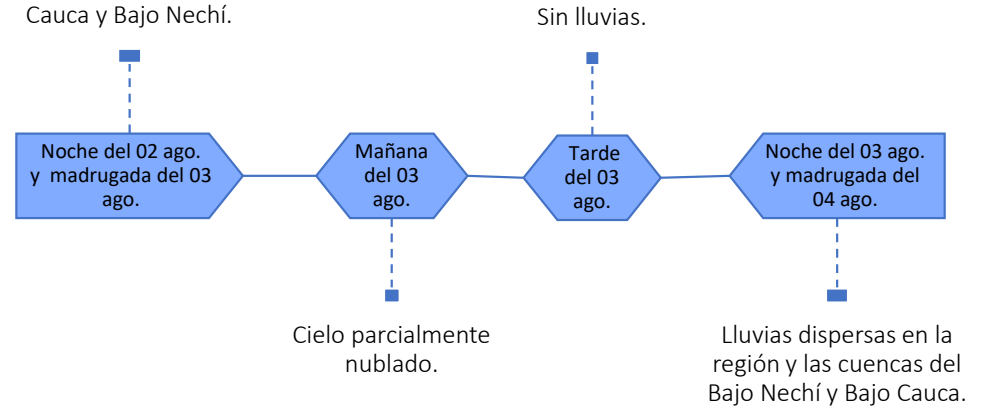 Cauca y Bajo Nechí.
Sin lluvias.
Noche del 02 ago.
y madrugada del 03
ago.
Mañana
del 03
ago.
Tarde
del 03
ago.
Noche del 03 ago.
y madrugada del
04 ago.
Cielo parcialmente
nublado.
Lluvias dispersas en la
región y las cuencas del
Bajo Nechí y Bajo Cauca.